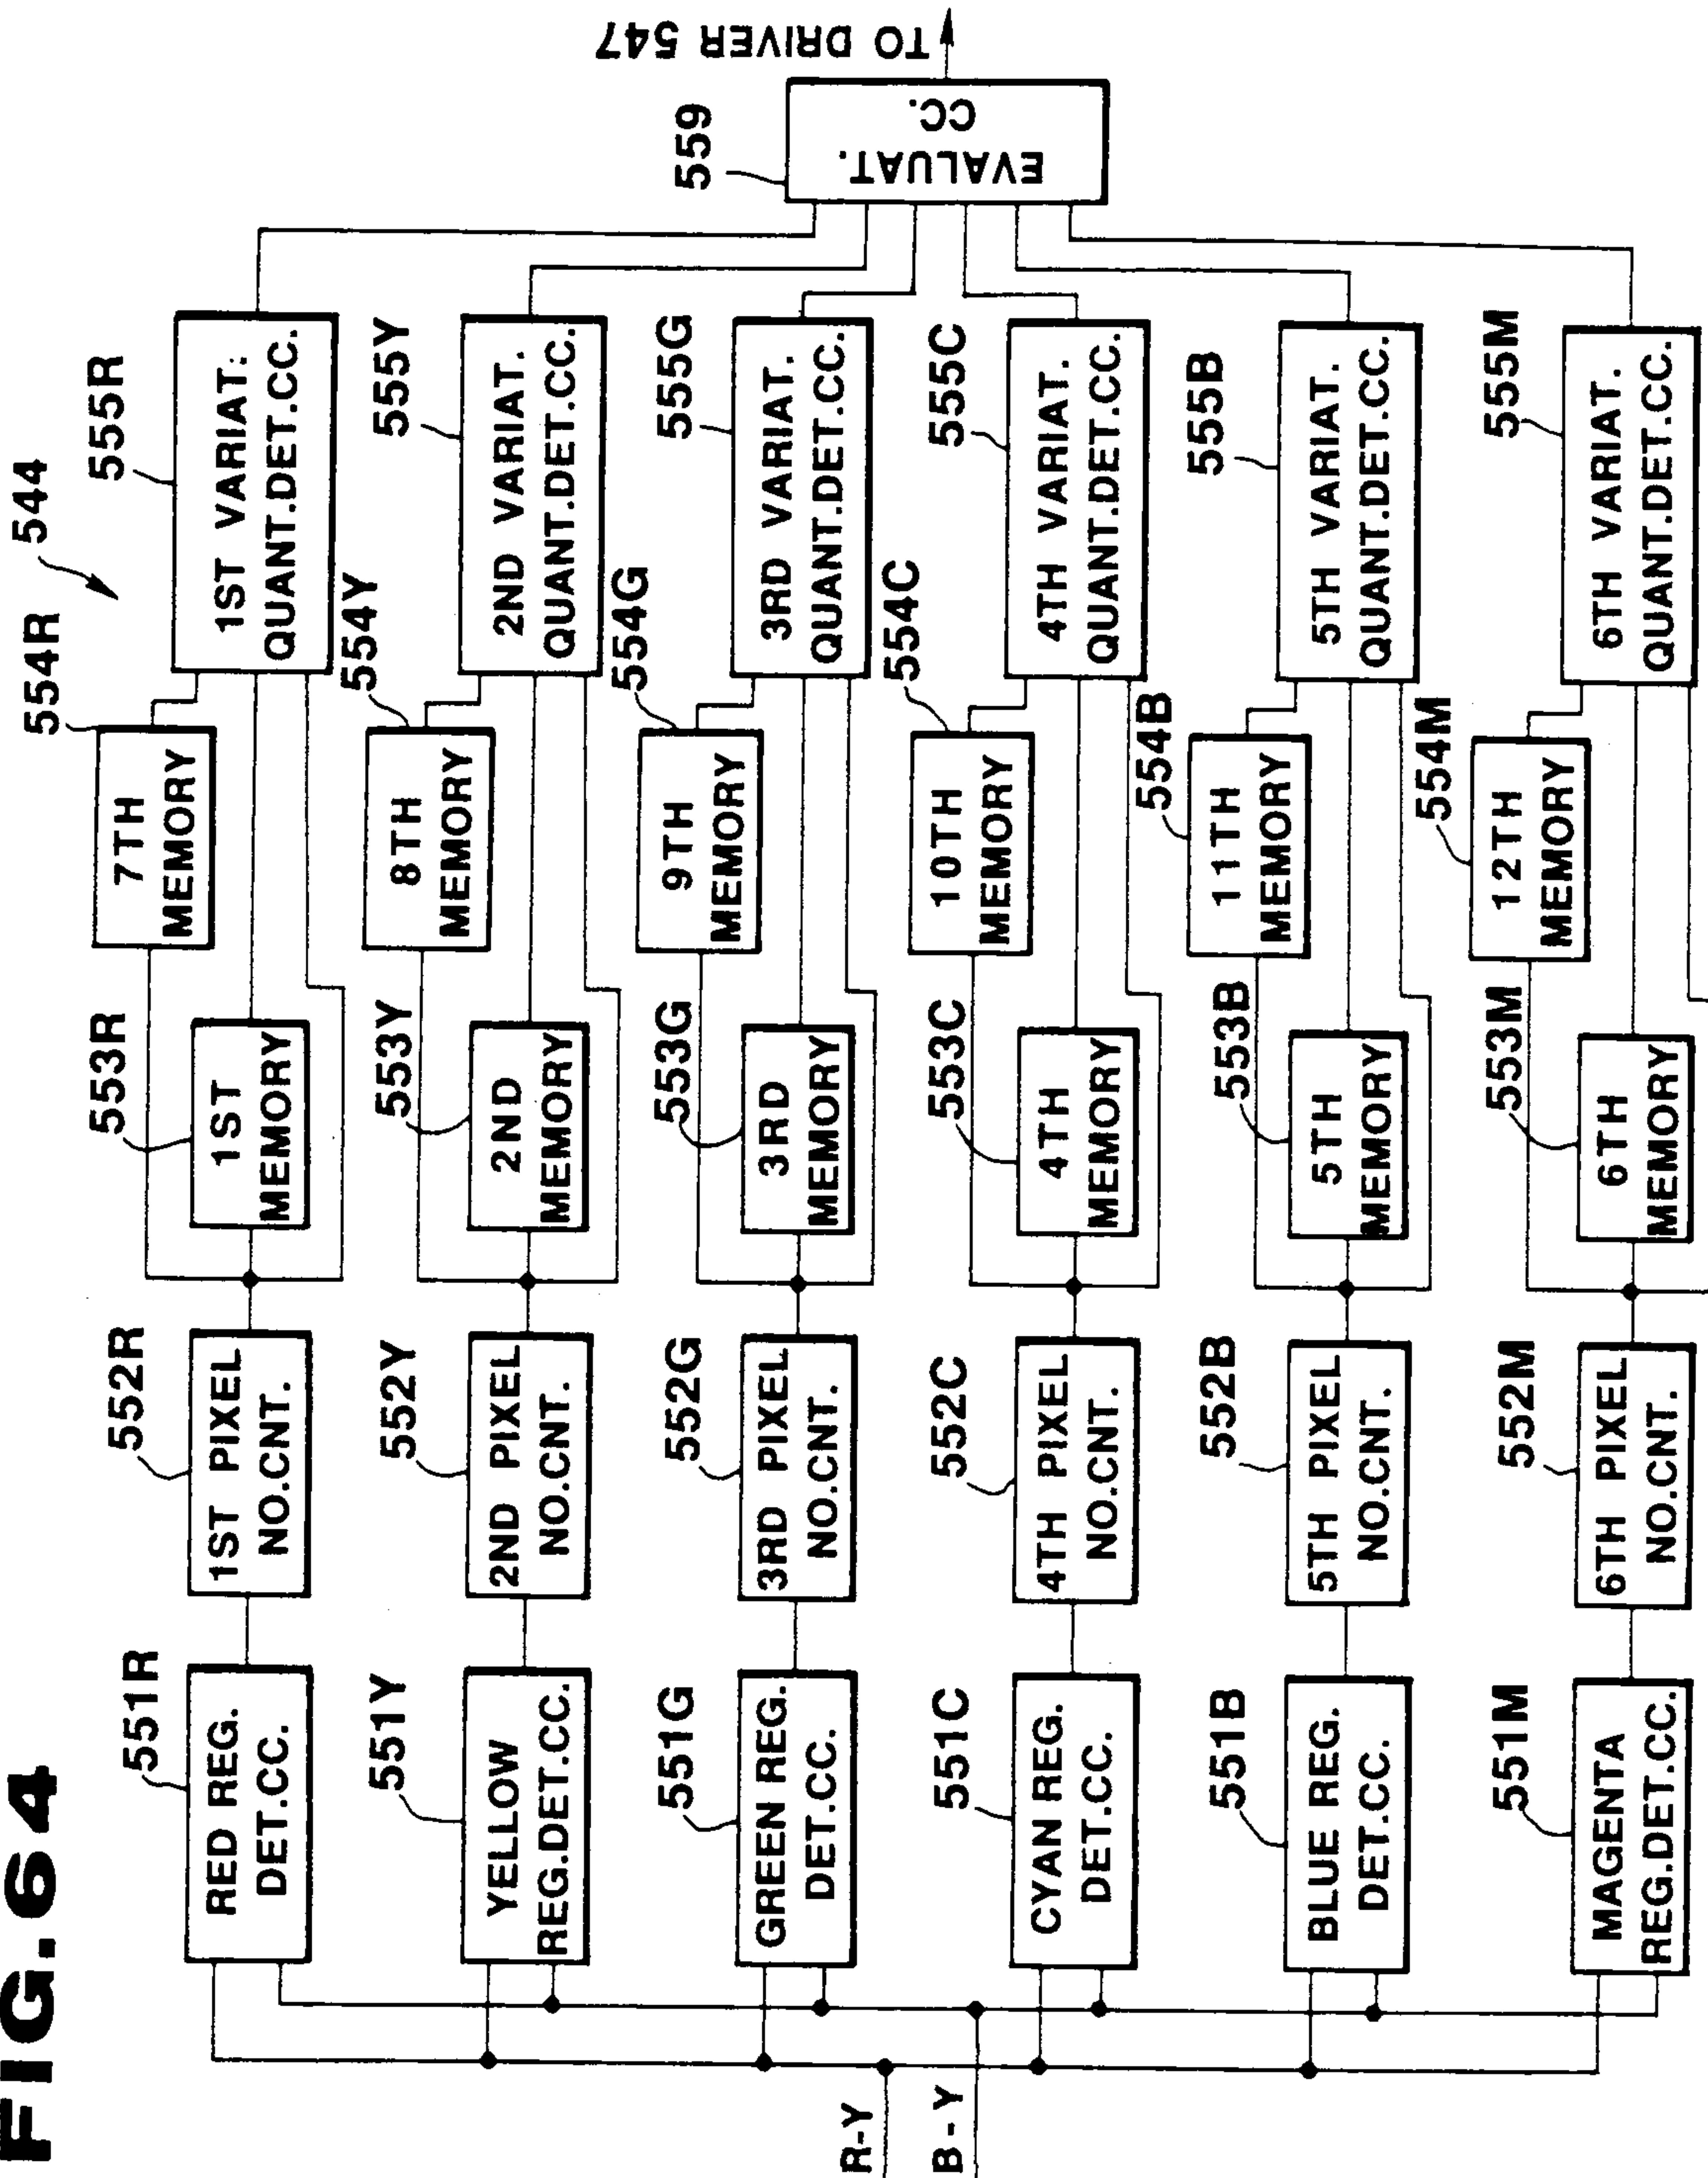 FIG.64
544
R-Y
B-Y
551R
RED REG.
DET.CC.
552R
1ST PIXEL
NO.CNT.
553R
1ST
MEMORY
554R
7TH
MEMORY
555R
1ST VARIAT.
QUANT.DET.CC.
551Y
YELLOW
REG.DET.CC.
552Y
2ND PIXEL
NO.CNT.
553Y
2ND
MEMORY
554Y
8TH
MEMORY
555Y
2ND VARIAT.
QUANT.DET.CC.
551G
GREEN REG.
DET.CC.
552G
3RD PIXEL
NO.CNT.
553G
3RD
MEMORY
554G
9TH
MEMORY
555G
3RD VARIAT.
QUANT.DET.CC.
551C
CYAN REG.
DET.CC.
552C
4TH PIXEL
NO.CNT.
553C
4TH
MEMORY
554C
10TH
MEMORY
555C
4TH VARIAT.
QUANT.DET.CC.
551B
BLUE REG.
DET.CC.
552B
5TH PIXEL
NO.CNT.
553B
5TH
MEMORY
554B
11TH
MEMORY
555B
5TH VARIAT.
QUANT.DET.CC.
551M
MAGENTA
REG.DET.CC.
552M
6TH PIXEL
NO.CNT.
553M
6TH
MEMORY
554M
12TH
MEMORY
555M
6TH VARIAT.
QUANT.DET.CC.
559
EVALUAT.
CC.
TO DRIVER 547